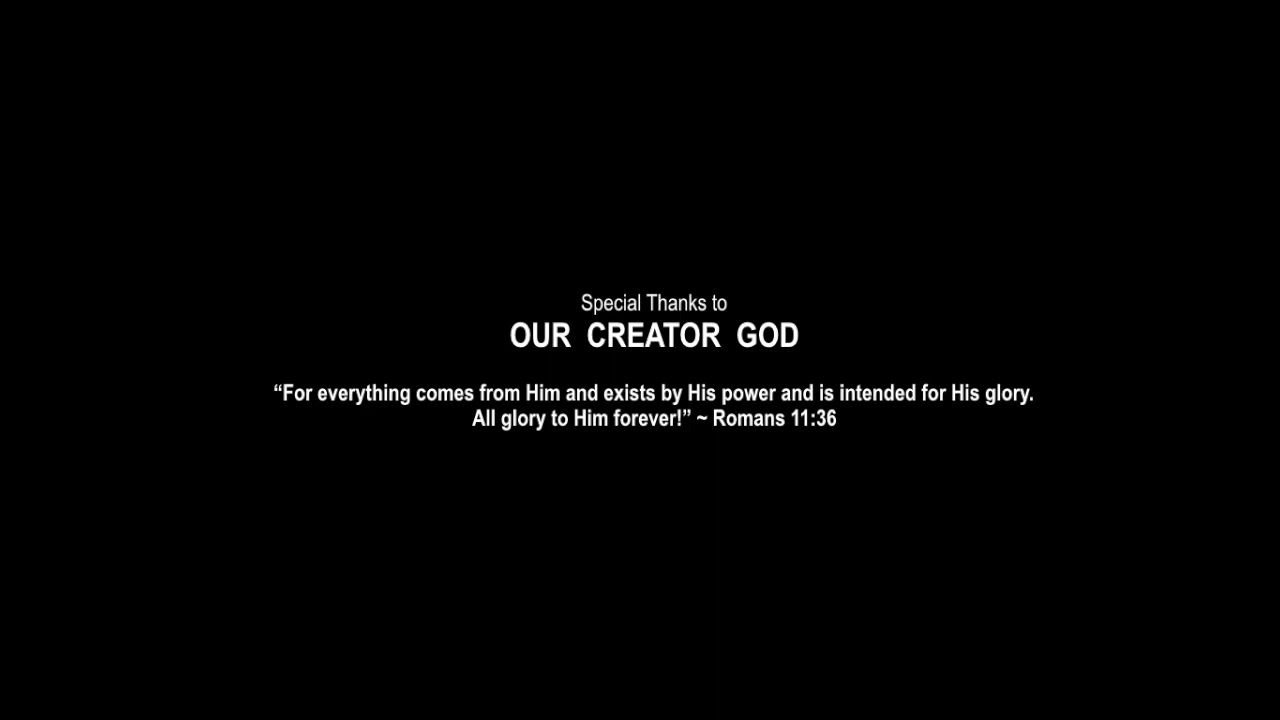 Special Thanks to
OUR CREATOR GOD
“For everything comes from Him and exists by His power and is intended for His glory.
All glory to Him forever!” ~ Romans 11:36